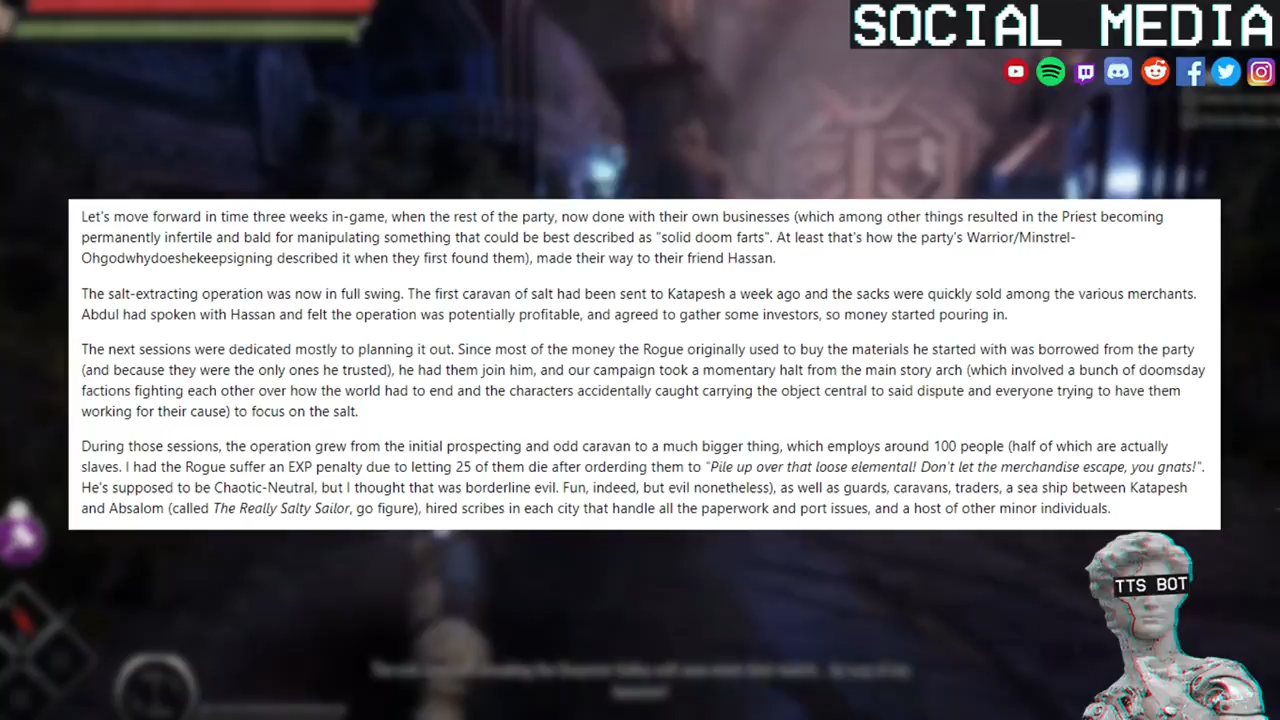 SOCIAL MEDIA
Let's move forward in time three weeks in-game, when the rest of the party, now done with their own businesses (which among other things resulted in the Priest becoming
permanently infertile and bald for manipulating something that could be best described as "solid doom farts". At least that's how the party's Warrior/Minstrel-
Ohgodwhydoeshekeepsigning described it when they first found them), made their way to their friend Hassan.
The salt-extracting operation was now in full swing. The first caravan of salt had been sent to Katapesh a week ago and the sacks were quickly sold among the various merchants.
Abdul had spoken with Hassan and felt the operation was potentially profitable, and agreed to gather some investors, so money started pouring in.
The next sessions were dedicated mostly to planning it out. Since most of the money the Rogue originally used to buy the materials he started with was borrowed from the party
(and because they were the only ones he trusted), he had them join him, and our campaign took a momentary halt from the main story arch (which involved a bunch of doomsday
factions fighting each other over how the world had to end and the characters accidentally caught carrying the object central to said dispute and everyone trying to have them
working for their cause) to focus on the salt.
During those sessions, the operation grew from the initial prospecting and odd caravan to a much bigger thing, which employs around 100 people (half of which are actually
slaves. I had the Rogue suffer an EXP penalty due to letting 25 of them die after orderding them to "Pile up over that loose elemental! Don't let the merchandise escape, you gnats!".
He's supposed to be Chaotic-Neutral, but I thought that was borderline evil. Fun, indeed, but evil nonetheless), as well as guards, caravans, traders, a sea ship between Katapesh
and Absalom (called The Really Salty Sailor, go figure), hired scribes in each city that handle all the paperwork and port issues, and a host of other minor individuals.
TTS BOT